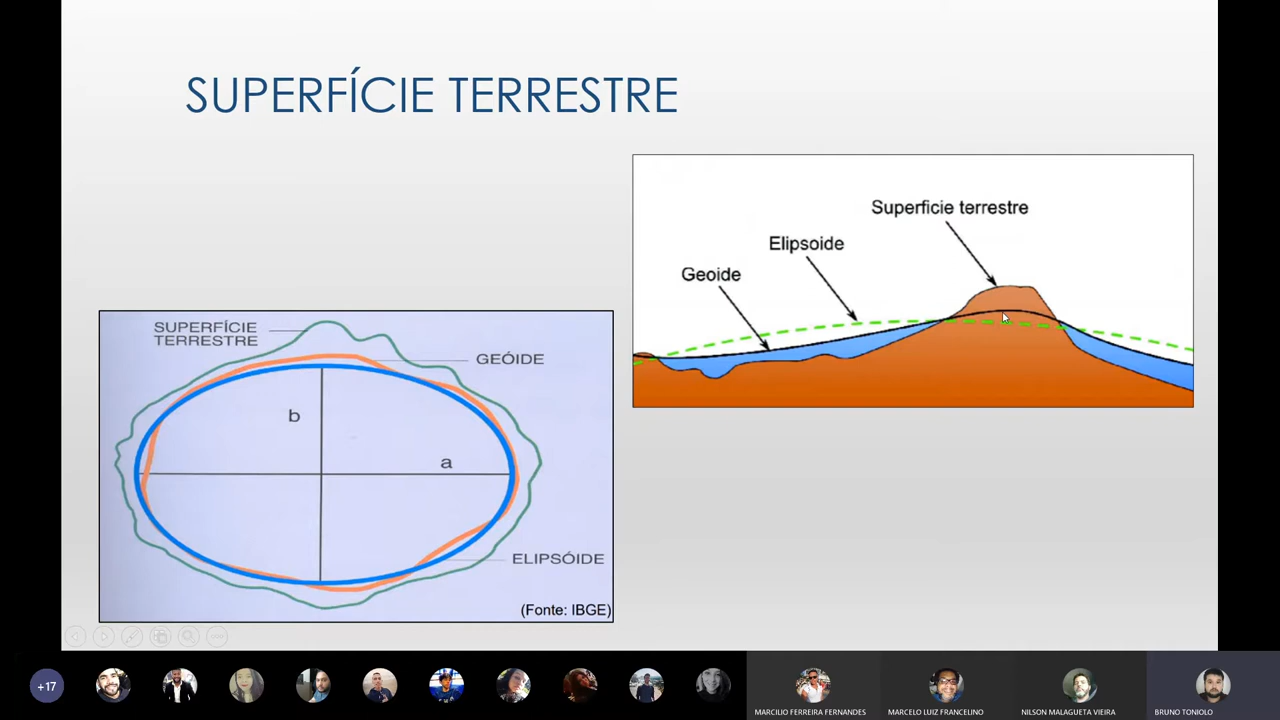 SUPERFÍCIE TERRESTRE
Superficie terrestre
Elipsoide
Geoide
SUPERFÍCIE
TERRESTRE
GEÓIDE
b
a
ELIPSÓIDE
(Fonte: IBGE)
+17
MARCILIO FERREIRA FERNANDES
MARCELO LUIZ FRANCELINO
NILSON MALAGUETA VIEIRA
BRUNO TONIOLO